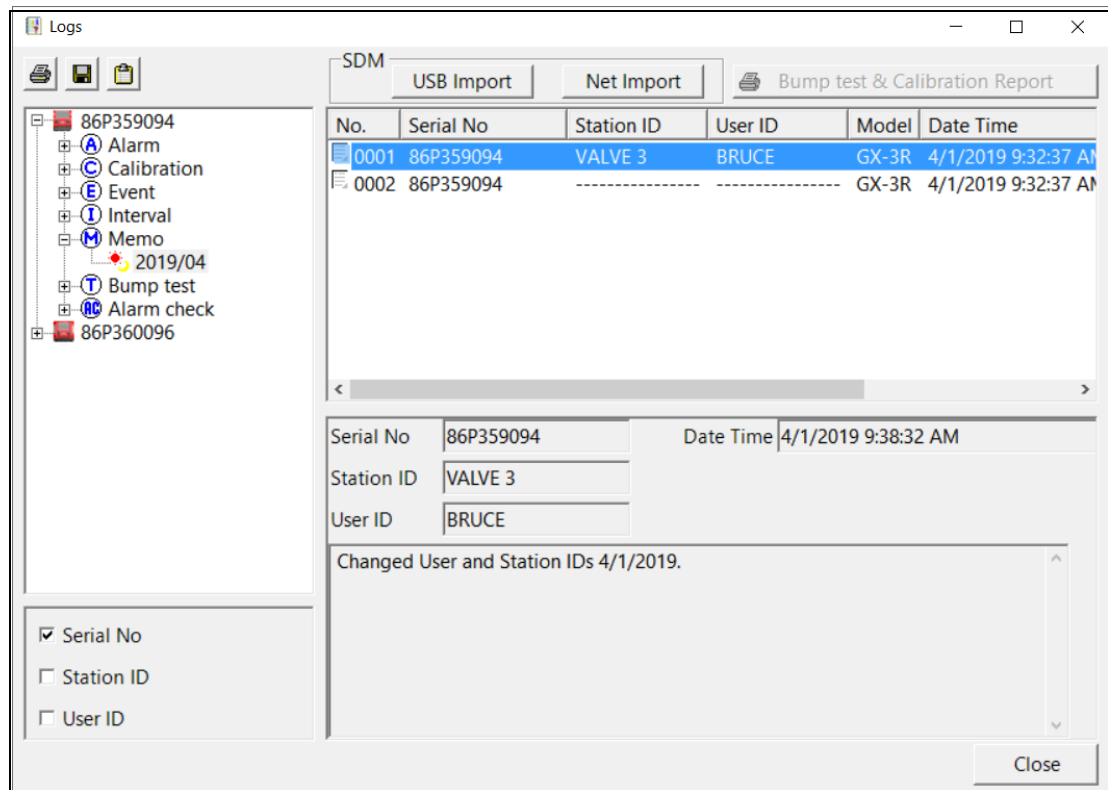 Logs
SDM
USB Import
Net Import
Bump test & Calibration Report
86P359094
A Alarm
C Calibration
E Event
I Interval
M Memo
2019/04
T Bump test
AC Alarm check
86P360096
No. Serial No Station ID User ID Model Date Time
0001 86P359094 VALVE 3 BRUCE GX-3R 4/1/2019 9:32:37 AM
0002 86P359094 ---------------- ---------------- GX-3R 4/1/2019 9:32:37 AM
Serial No 86P359094 Date Time 4/1/2019 9:38:32 AM
Station ID VALVE 3
User ID BRUCE
Changed User and Station IDs 4/1/2019.
Serial No
Station ID
User ID
Close